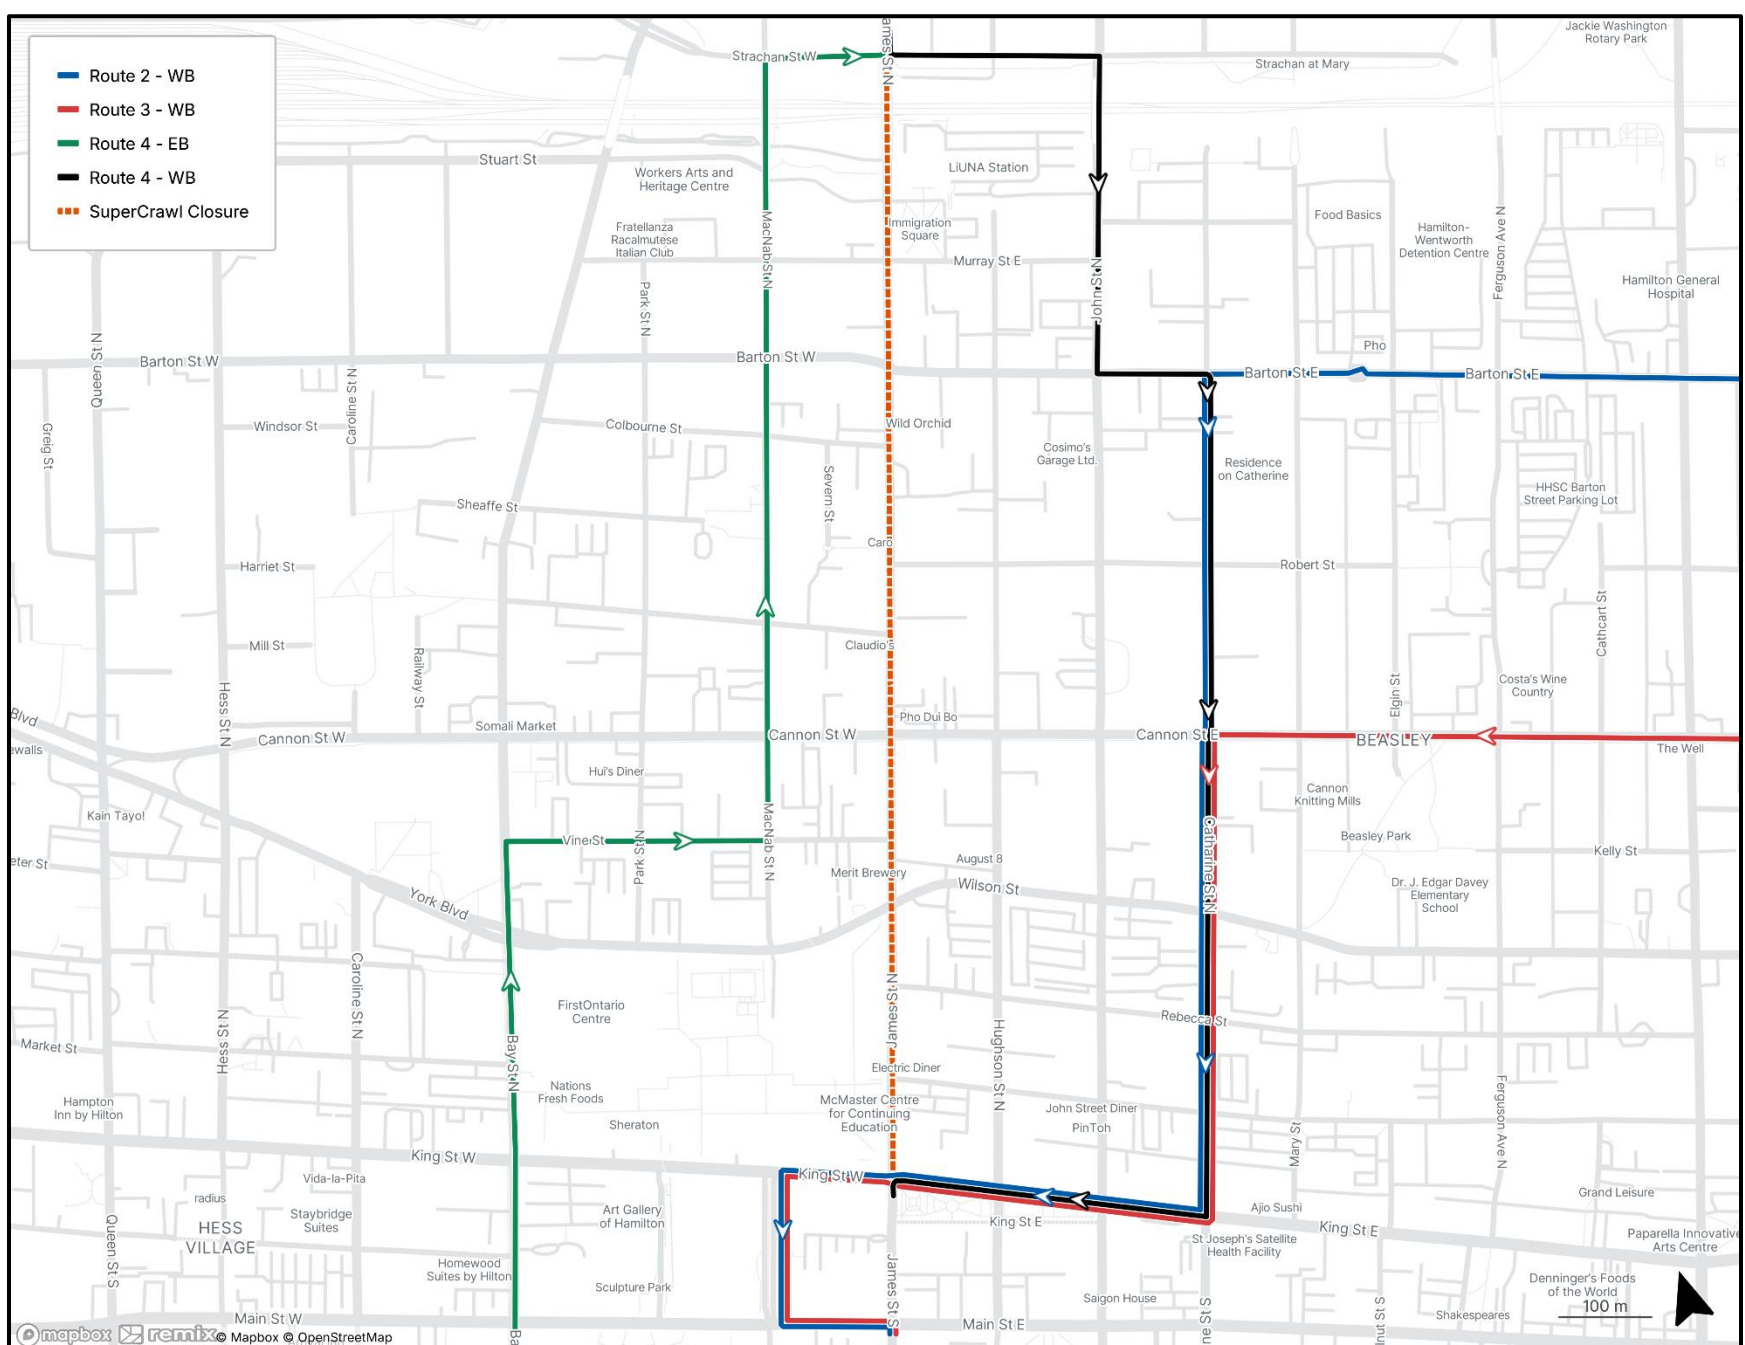 Route 2 - WB
Route 3 - WB
Route 4 - EB
Route 4 - WB
SuperCrawl Closure
Jackie Washington
Rotary Park
Strachan St W
James St N
Strachan at Mary
Stuart St
Workers Arts and
Heritage Centre
LiUNA Station
MacNab St N
Immigration
Square
Food Basics
Fratellanza
Racalmutese
Italian Club
Hamilton-
Wentworth
Detention Centre
Ferguson Ave N
Murray St E
John St N
Hamilton General
Hospital
Park St N
Queen St N
Barton St W
Barton St W
Pho
Barton St E
Barton St E
Caroline St N
Greig St
Windsor St
Colbourne St
Wild Orchid
Cosimo's
Garage Ltd.
Residence
on Catherine
Severn St
HHSC Barton
Street Parking Lot
Sheaffe St
Caro
Harriet St
Robert St
Cathcart St
Mill St
Claudio's
Railway St
Hess St N
Elgin St
Costa's Wine
Country
Blvd
Somali Market
Pho Dui Bo
Cannon St W
Cannon St W
Cannon St E
BEASLEY
The Well
ewalls
Hui's Diner
Cannon
Knitting Mills
Kain Tayo!
MacNab St N
Catharine St N
Vine St
Park St N
Beasley Park
eter St
August 8
Kelly St
Merit Brewery
Wilson St
York Blvd
Dr. J. Edgar Davey
Elementary
School
Caroline St N
James St N
FirstOntario
Centre
Rebecca St
Hess St N
Market St
Bay St N
Hughson St N
Electric Diner
Nations
Fresh Foods
Ferguson Ave N
Hampton
Inn by Hilton
McMaster Centre
for Continuing
Education
John Street Diner
PinToh
Sheraton
Mary St
King St W
King St W
Vida-la-Pita
radius
Grand Leisure
Staybridge
Suites
Art Gallery
of Hamilton
King St E
Ajio Sushi
King St E
HESS
VILLAGE
Queen St S
St Joseph's Satellite
Health Facility
Paparella Innovative
Arts Centre
Homewood
Suites by Hilton
James St S
Sculpture Park
Denninger's Foods
of the World
Saigon House
100 m
Shakespeares
Main St W
Main St E
ne St S
nut St S
Ba
mapbox remix © Mapbox © OpenStreetMap